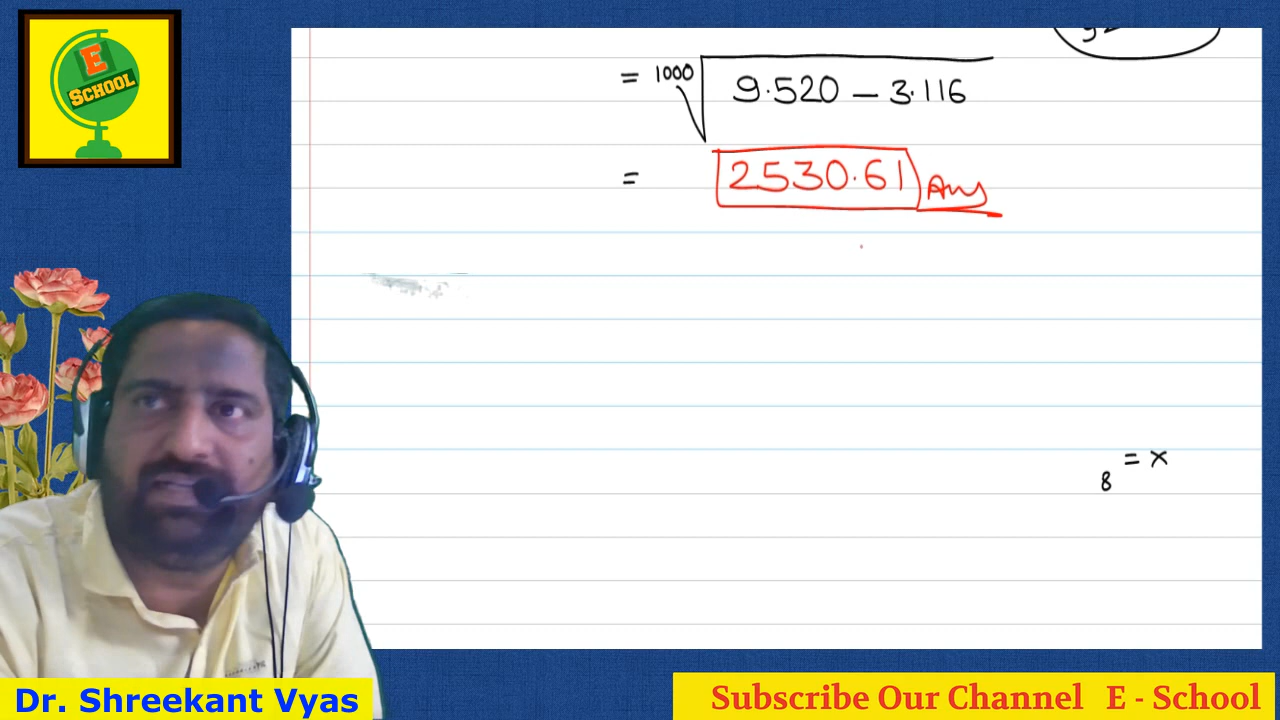 E
SCHOOL
= 1000√ 9.520 – 3.116
= 2530.61 Ans
= x
8
Dr. Shreekant Vyas
Subscribe Our Channel E - School